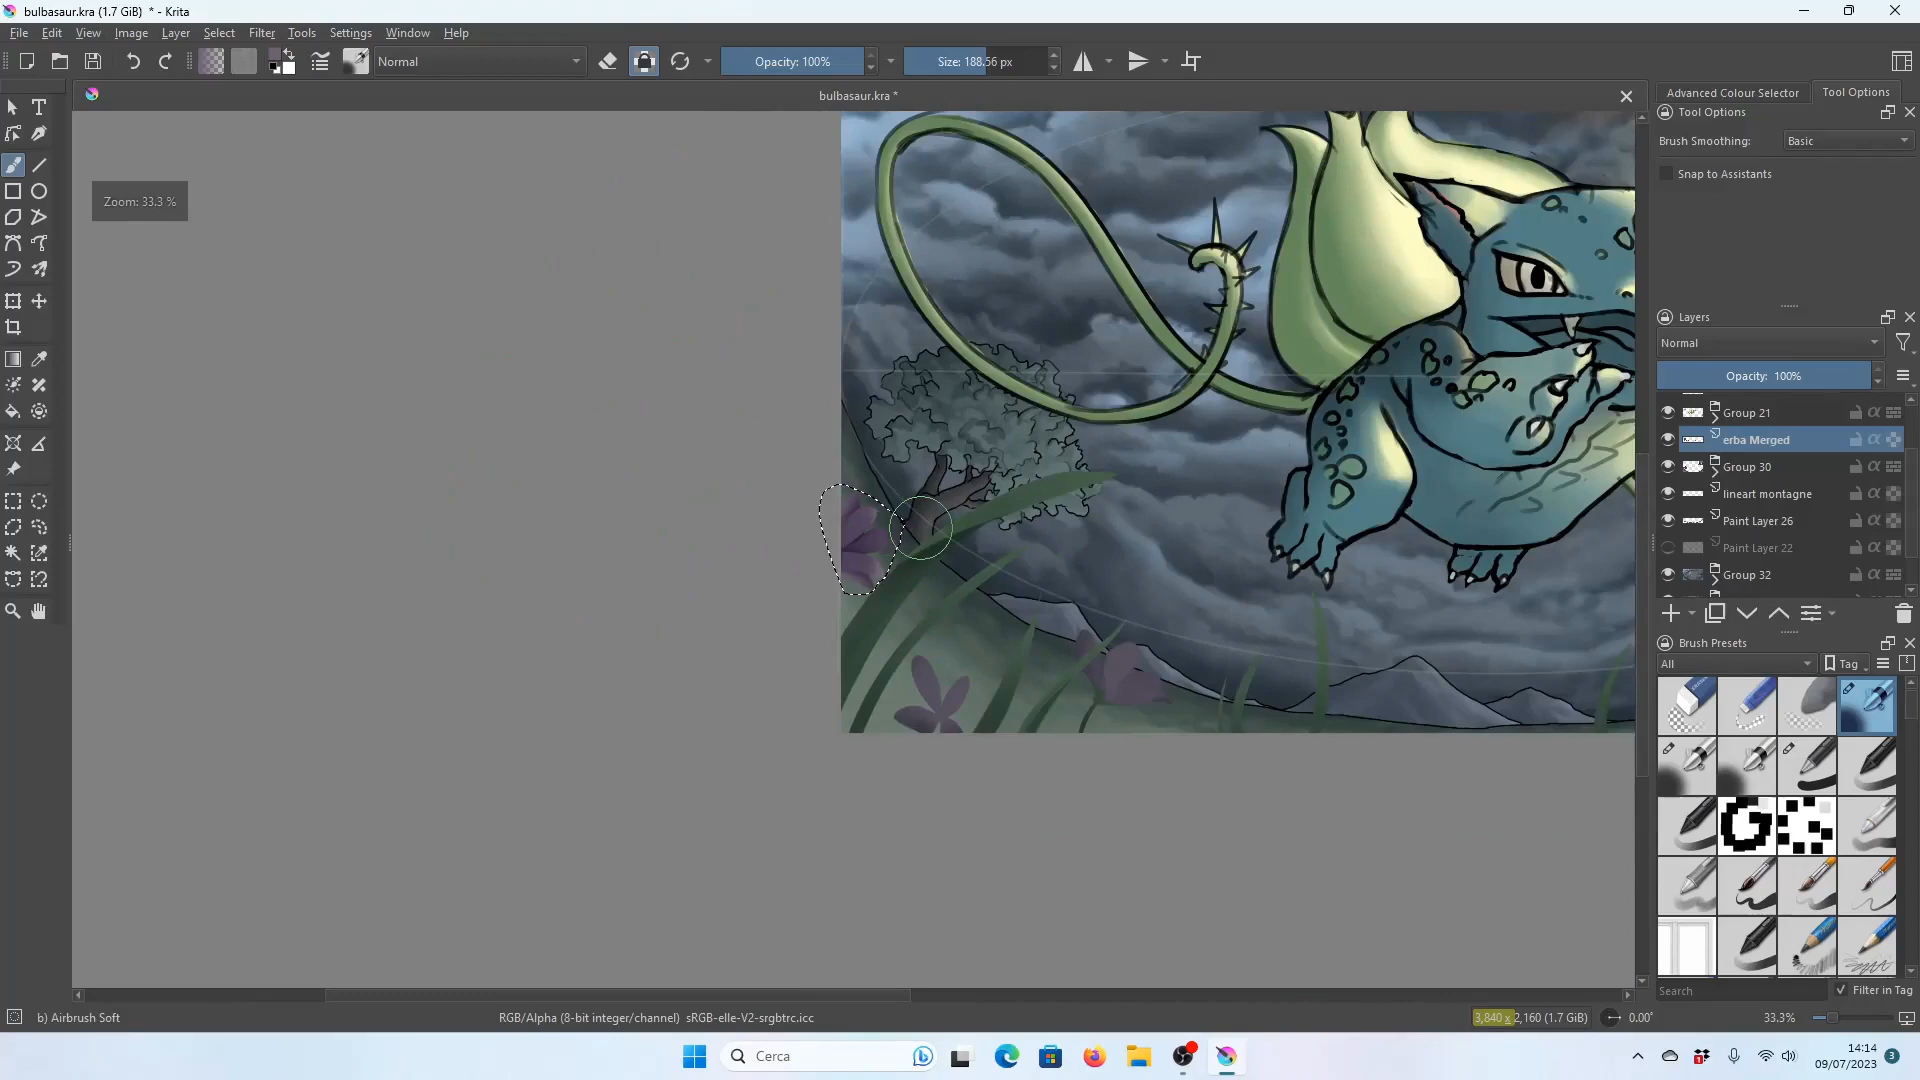 bulbasaur.kra (1.7 GiB) * - Krita
File Edit View Image Layer Select Filter Tools Settings Window Help
Normal
Opacity: 100%
Size: 188.56 px
bulbasaur.kra *
Zoom: 33.3 %
Advanced Colour Selector
Tool Options
Tool Options
Brush Smoothing:
Basic
Snap to Assistants
Layers
Normal
Opacity: 100%
Group 21
erba Merged
Group 30
lineart montagne
Paint Layer 26
Paint Layer 22
Group 32
Brush Presets
All
Tag
Search
Filter in Tag
b) Airbrush Soft
RGB/Alpha (8-bit integer/channel) sRGB-elle-V2-srgbtrc.icc
3,840 x 2,160 (1.7 GiB)
0.00°
33.3%
Cerca
14:14
09/07/2023
3